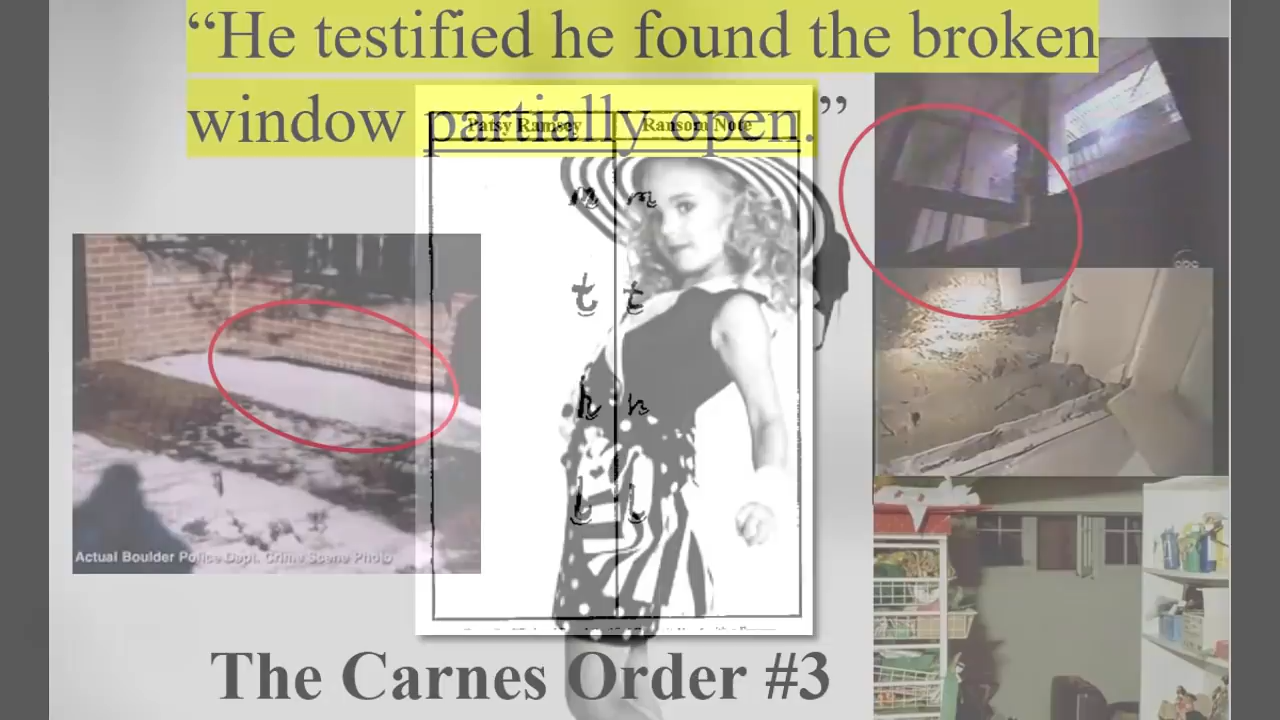 “He testified he found the broken
window partially open.”
Patsy Ramsey Ransom Note
m m
t t
h h
l l
abc
Actual Boulder Police Dept. Crime Scene Photo
The Carnes Order #3